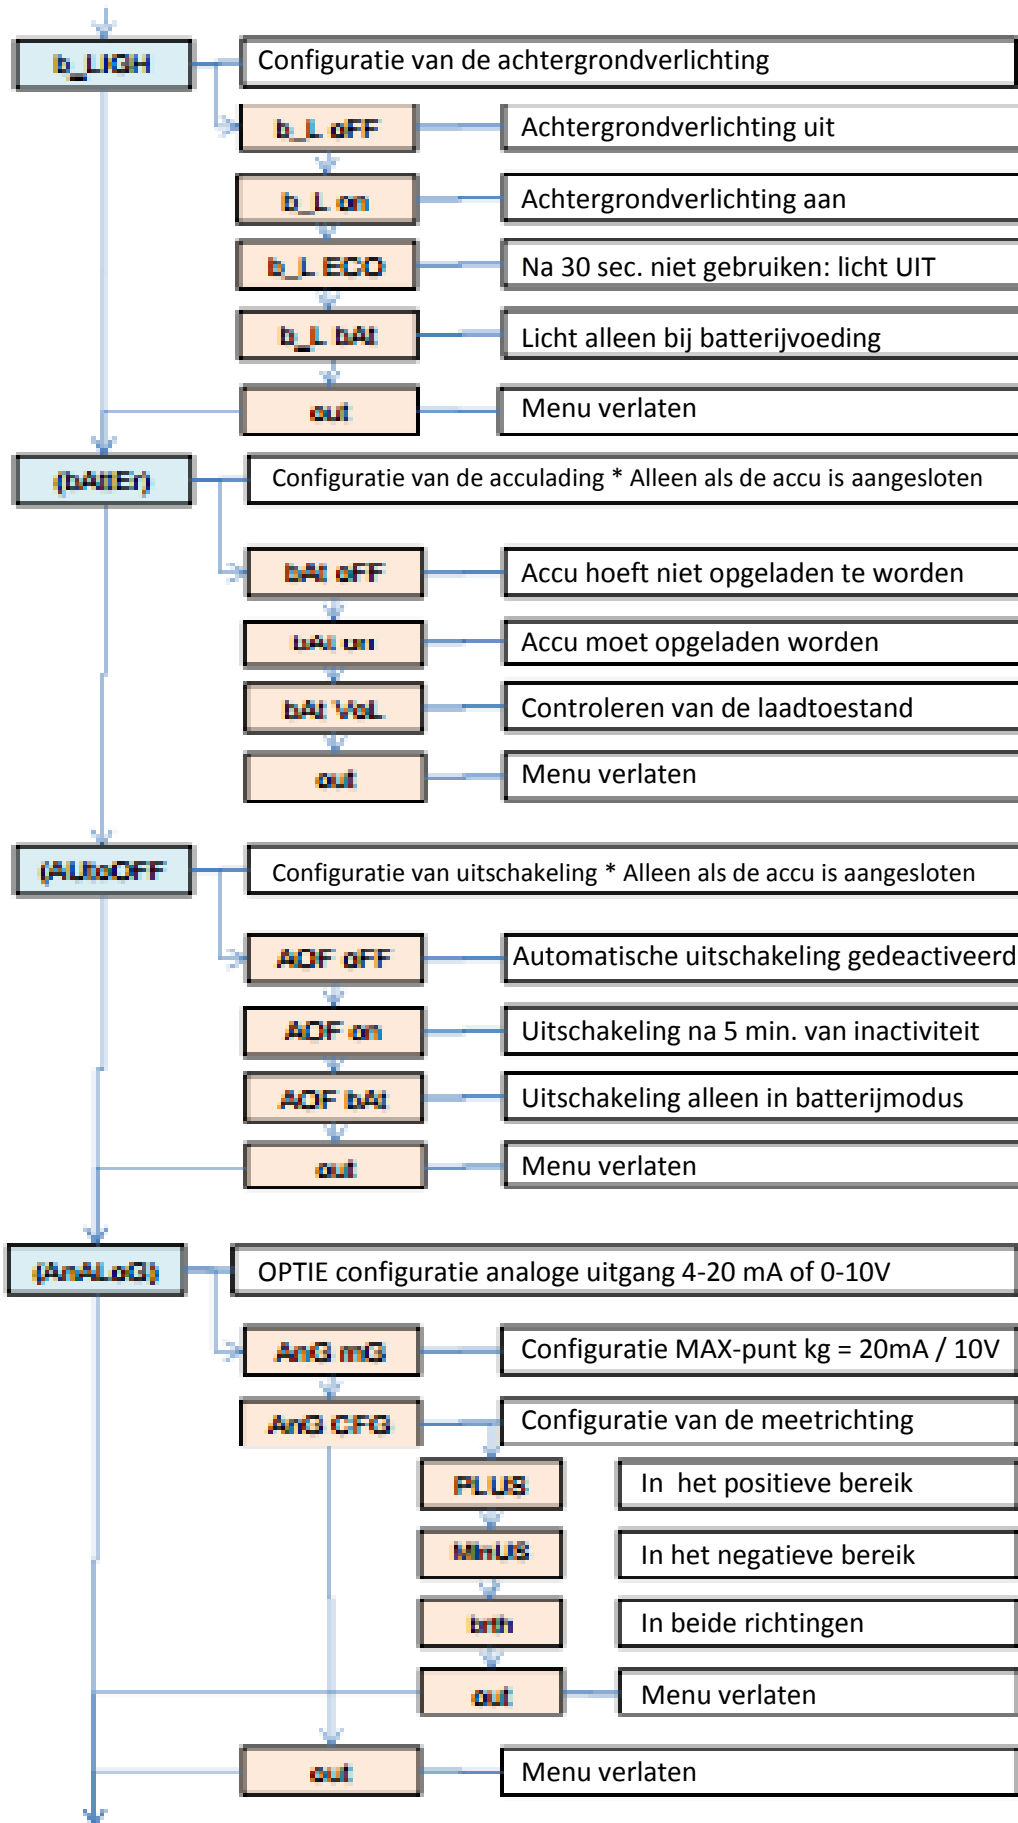 b_LIGH Configuratie van de achtergrondverlichting
b_L oFF Achtergrondverlichting uit
b_L on Achtergrondverlichting aan
b_L ECO Na 30 sec. niet gebruiken: licht UIT
b_L bAt Licht alleen bij batterijvoeding
out Menu verlaten
(bAttEr) Configuratie van de acculading * Alleen als de accu is aangesloten
bAt oFF Accu hoeft niet opgeladen te worden
bAt on Accu moet opgeladen worden
bAt VoL Controleren van de laadtoestand
out Menu verlaten
(AUtoOFF Configuratie van uitschakeling * Alleen als de accu is aangesloten
AOF oFF Automatische uitschakeling gedeactiveerd
AOF on Uitschakeling na 5 min. van inactiviteit
AOF bAt Uitschakeling alleen in batterijmodus
out Menu verlaten
(AnALoG) OPTIE configuratie analoge uitgang 4-20 mA of 0-10V
AnG mG Configuratie MAX-punt kg = 20mA / 10V
AnG CFG Configuratie van de meetrichting
PLUS In het positieve bereik
MInUS In het negatieve bereik
In beide richtingen
out Menu verlaten
out Menu verlaten